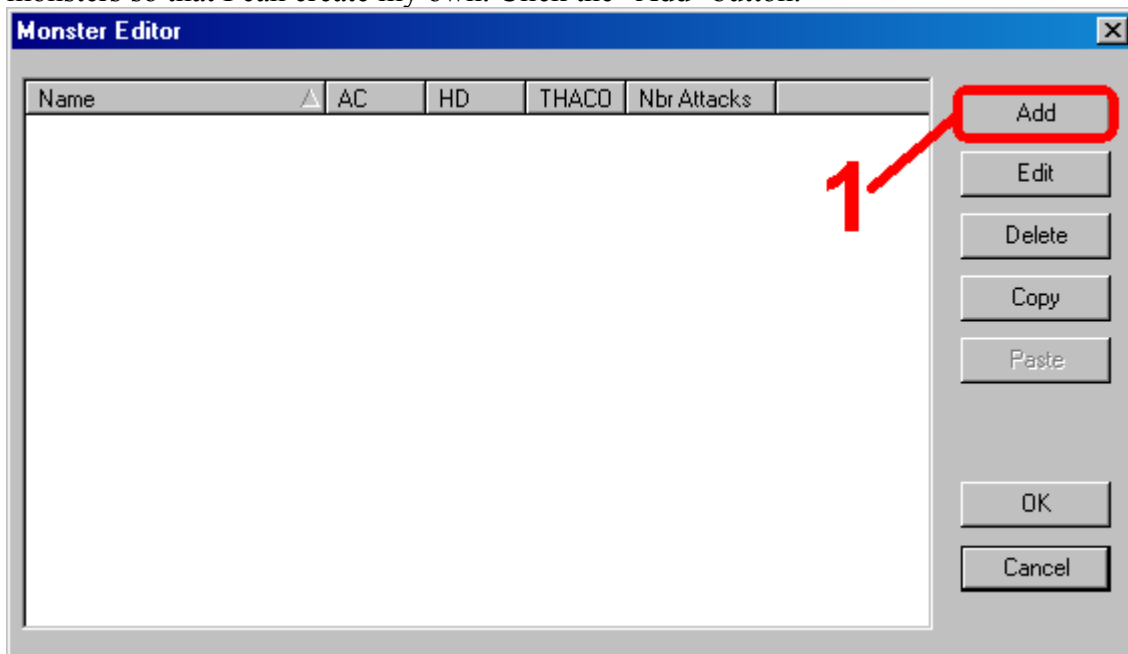 monsters so that I can create my own. Click the "Add" button.
Monster Editor
Name AC HD THACO Nbr Attacks
Add
1
Edit
Delete
Copy
Paste
OK
Cancel